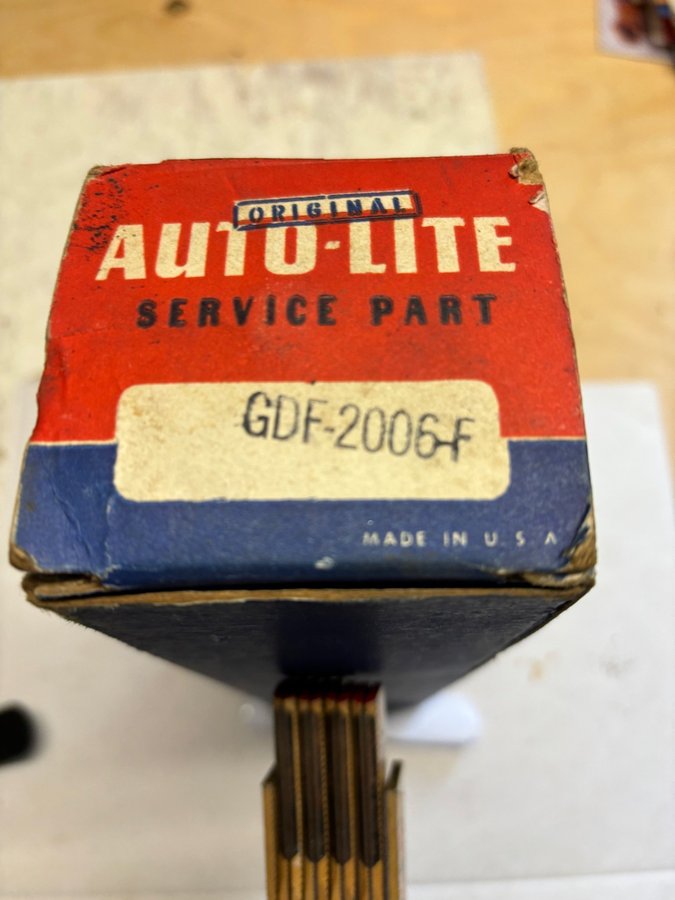 ORIGINAL
AUTO-LITE
SERVICE PART
GDF-2006-F
MADE IN U.S.A